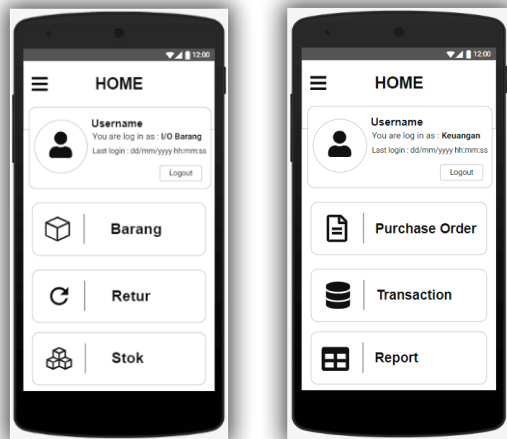 12:00
HOME
Username
You are log in as : I/O Barang
Last login : dd/mm/yyyy hh:mm:ss
Logout
Barang
Retur
Stok
12:00
HOME
Username
You are log in as : Keuangan
Last login : dd/mm/yyyy hh:mm:ss
Logout
Purchase Order
Transaction
Report